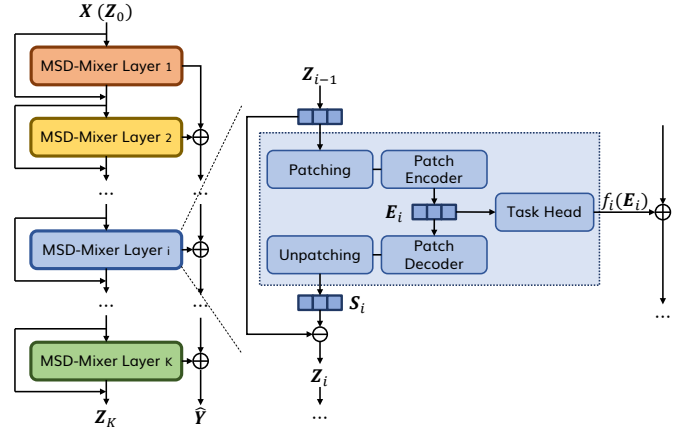 X (Z0)
MSD-Mixer Layer 1
MSD-Mixer Layer 2
...
MSD-Mixer Layer i
...
MSD-Mixer Layer K
ZK
Ŷ
...
...
Zi−1
Patching
Patch
Encoder
Ei
Task Head
fi(Ei)
Unpatching
Patch
Decoder
Si
Zi
...
...